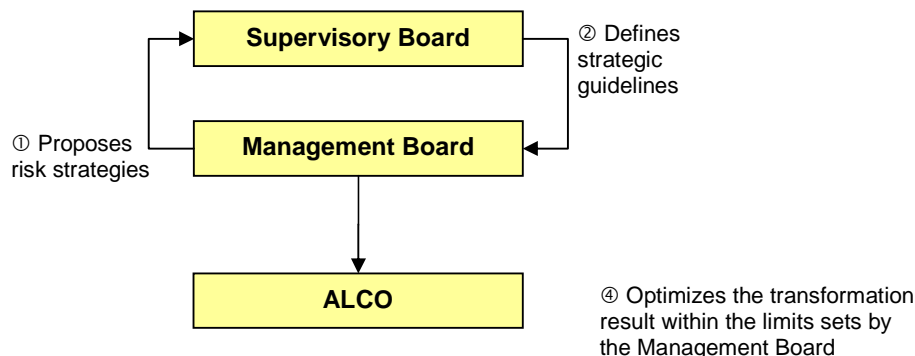 Supervisory Board
② Defines
strategic
guidelines
① Proposes
risk strategies
Management Board
ALCO
④ Optimizes the transformation
result within the limits sets by
the Management Board